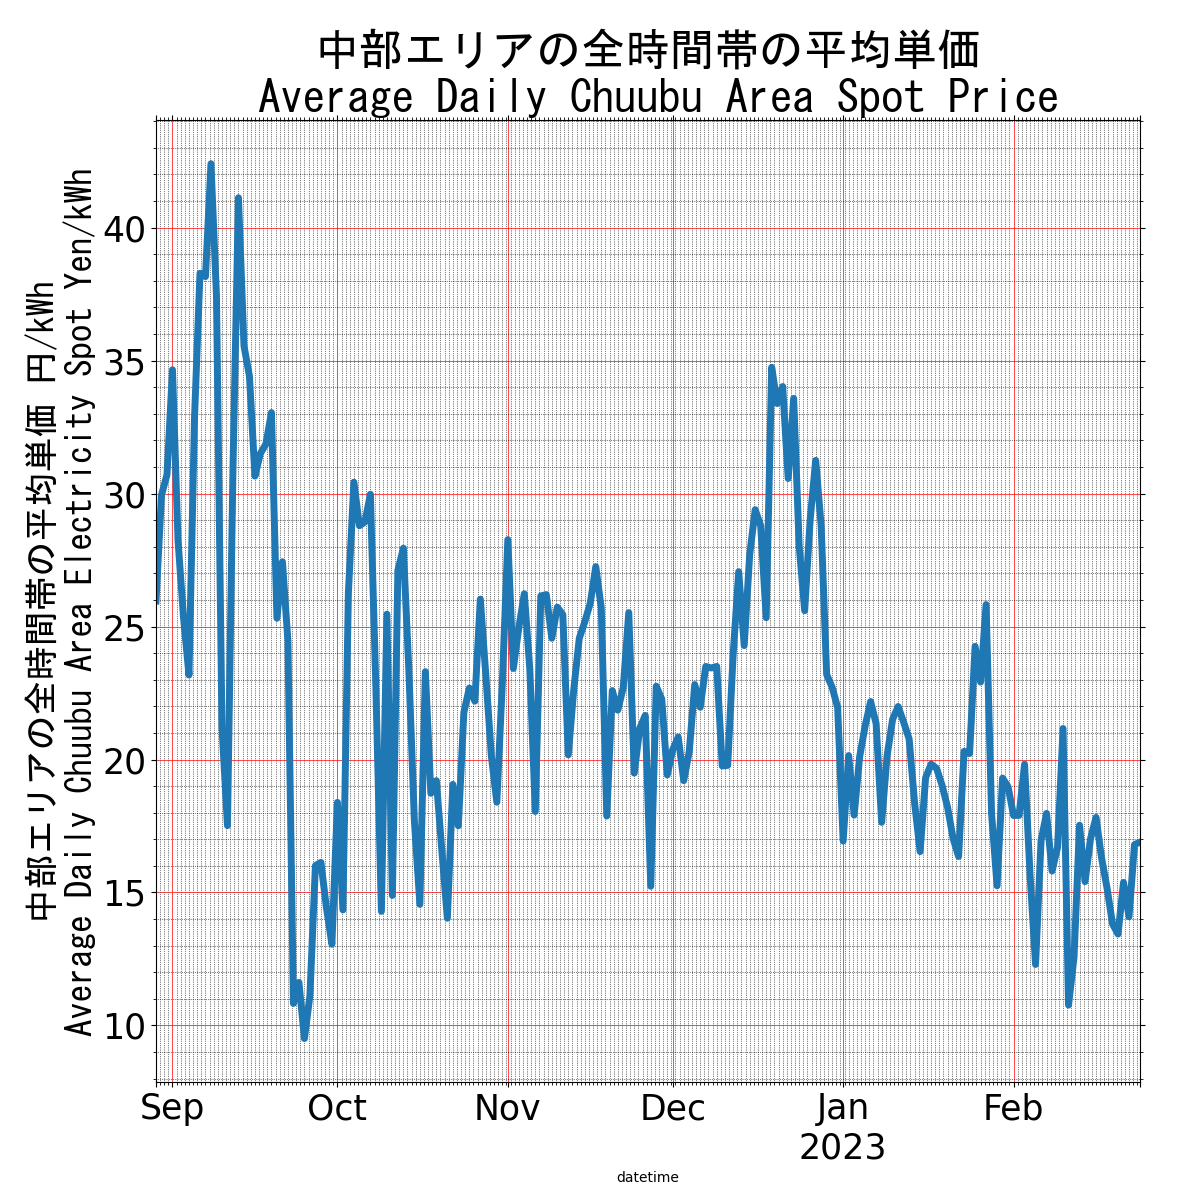 中部エリアの全時間帯の平均単価
Average Daily Chuubu Area Spot Price
中部エリアの全時間帯の平均単価 円/kWh
Average Daily Chuubu Area Electricity Spot Yen/kWh
40
35
30
25
20
15
10
Sep Oct Nov Dec Jan Feb
2023
datetime